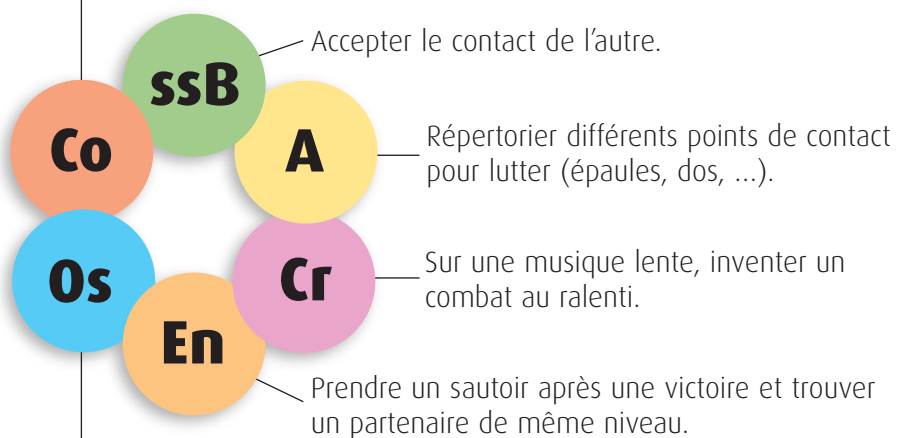 ssB
Accepter le contact de l’autre.
Co
A
Répertorier différents points de contact
pour lutter (épaules, dos, ...).
Os
Cr
Sur une musique lente, inventer un
combat au ralenti.
En
Prendre un sautoir après une victoire et trouver
un partenaire de même niveau.